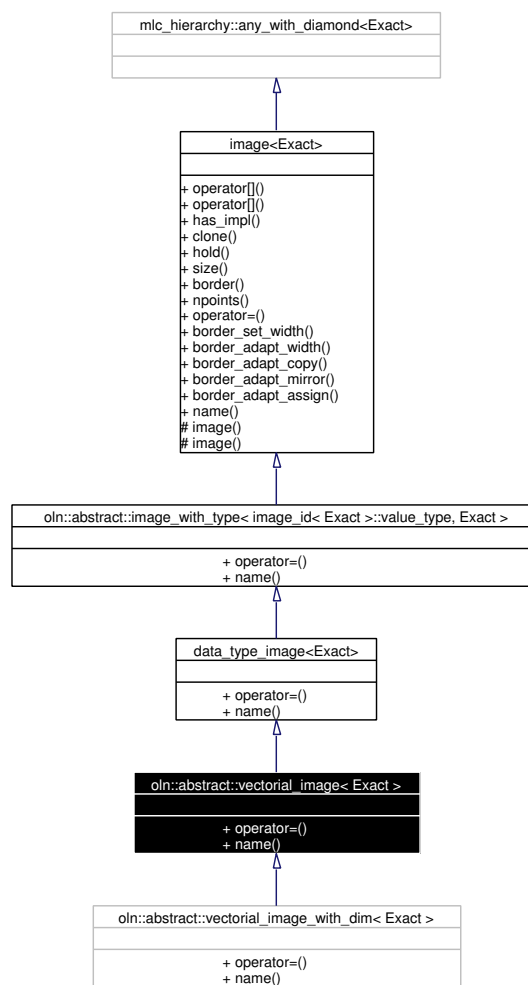 mlc_hierarchy::any_with_diamond<Exact>
image<Exact>
+ operator[]()
+ operator[]()
+ has_impl()
+ clone()
+ hold()
+ size()
+ border()
+ npoints()
+ operator=()
+ border_set_width()
+ border_adapt_width()
+ border_adapt_copy()
+ border_adapt_mirror()
+ border_adapt_assign()
+ name()
# image()
# image()
oln::abstract::image_with_type< image_id< Exact >::value_type, Exact >
+ operator=()
+ name()
data_type_image<Exact>
+ operator=()
+ name()
oln::abstract::vectorial_image< Exact >
+ operator=()
+ name()
oln::abstract::vectorial_image_with_dim< Exact >
+ operator=()
+ name()